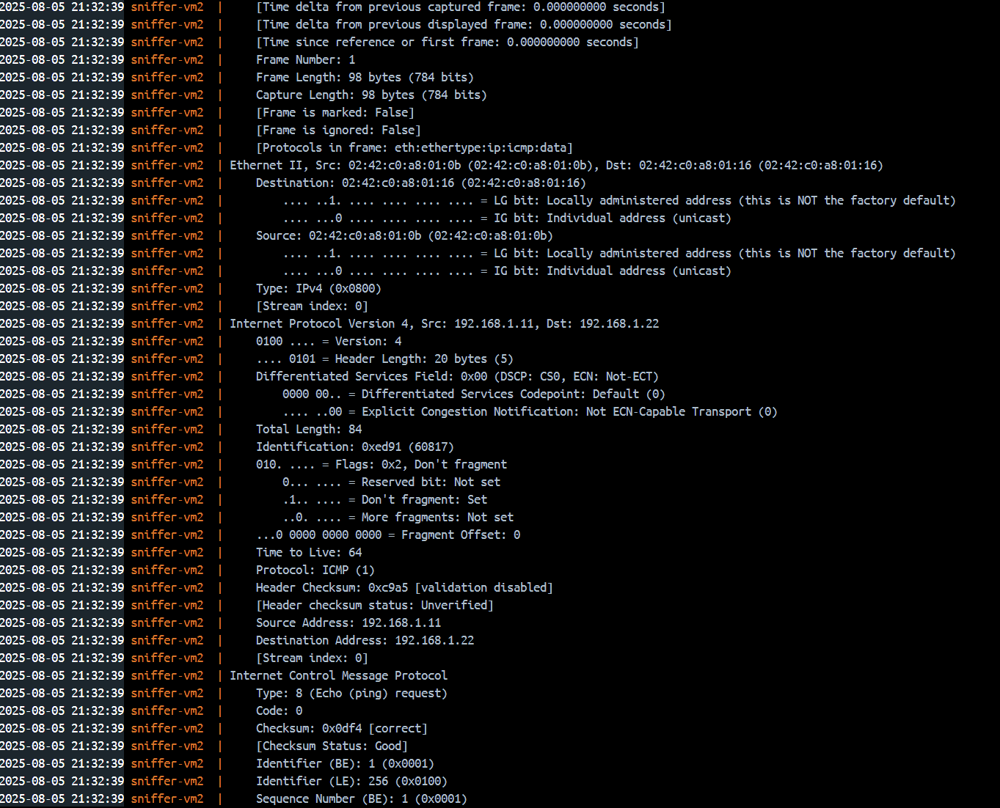 2025-08-05 21:32:39 sniffer-vm2  |     [Time delta from previous captured frame: 0.000000000 seconds]
2025-08-05 21:32:39 sniffer-vm2  |     [Time delta from previous displayed frame: 0.000000000 seconds]
2025-08-05 21:32:39 sniffer-vm2  |     [Time since reference or first frame: 0.000000000 seconds]
2025-08-05 21:32:39 sniffer-vm2  |     Frame Number: 1
2025-08-05 21:32:39 sniffer-vm2  |     Frame Length: 98 bytes (784 bits)
2025-08-05 21:32:39 sniffer-vm2  |     Capture Length: 98 bytes (784 bits)
2025-08-05 21:32:39 sniffer-vm2  |     [Frame is marked: False]
2025-08-05 21:32:39 sniffer-vm2  |     [Frame is ignored: False]
2025-08-05 21:32:39 sniffer-vm2  |     [Protocols in frame: eth:ethertype:ip:icmp:data]
2025-08-05 21:32:39 sniffer-vm2  | Ethernet II, Src: 02:42:c0:a8:01:0b (02:42:c0:a8:01:0b), Dst: 02:42:c0:a8:01:16 (02:42:c0:a8:01:16)
2025-08-05 21:32:39 sniffer-vm2  |     Destination: 02:42:c0:a8:01:16 (02:42:c0:a8:01:16)
2025-08-05 21:32:39 sniffer-vm2  |         .... ..1. .... .... .... .... = LG bit: Locally administered address (this is NOT the factory default)
2025-08-05 21:32:39 sniffer-vm2  |         .... ...0 .... .... .... .... = IG bit: Individual address (unicast)
2025-08-05 21:32:39 sniffer-vm2  |     Source: 02:42:c0:a8:01:0b (02:42:c0:a8:01:0b)
2025-08-05 21:32:39 sniffer-vm2  |         .... ..1. .... .... .... .... = LG bit: Locally administered address (this is NOT the factory default)
2025-08-05 21:32:39 sniffer-vm2  |         .... ...0 .... .... .... .... = IG bit: Individual address (unicast)
2025-08-05 21:32:39 sniffer-vm2  |     Type: IPv4 (0x0800)
2025-08-05 21:32:39 sniffer-vm2  |     [Stream index: 0]
2025-08-05 21:32:39 sniffer-vm2  | Internet Protocol Version 4, Src: 192.168.1.11, Dst: 192.168.1.22
2025-08-05 21:32:39 sniffer-vm2  |     0100 .... = Version: 4
2025-08-05 21:32:39 sniffer-vm2  |     .... 0101 = Header Length: 20 bytes (5)
2025-08-05 21:32:39 sniffer-vm2  |     Differentiated Services Field: 0x00 (DSCP: CS0, ECN: Not-ECT)
2025-08-05 21:32:39 sniffer-vm2  |         0000 00.. = Differentiated Services Codepoint: Default (0)
2025-08-05 21:32:39 sniffer-vm2  |         .... ..00 = Explicit Congestion Notification: Not ECN-Capable Transport (0)
2025-08-05 21:32:39 sniffer-vm2  |     Total Length: 84
2025-08-05 21:32:39 sniffer-vm2  |     Identification: 0xed91 (60817)
2025-08-05 21:32:39 sniffer-vm2  |     010. .... = Flags: 0x2, Don't fragment
2025-08-05 21:32:39 sniffer-vm2  |         0... .... = Reserved bit: Not set
2025-08-05 21:32:39 sniffer-vm2  |         .1.. .... = Don't fragment: Set
2025-08-05 21:32:39 sniffer-vm2  |         ..0. .... = More fragments: Not set
2025-08-05 21:32:39 sniffer-vm2  |     ...0 0000 0000 0000 = Fragment Offset: 0
2025-08-05 21:32:39 sniffer-vm2  |     Time to Live: 64
2025-08-05 21:32:39 sniffer-vm2  |     Protocol: ICMP (1)
2025-08-05 21:32:39 sniffer-vm2  |     Header Checksum: 0xc9a5 [validation disabled]
2025-08-05 21:32:39 sniffer-vm2  |     [Header checksum status: Unverified]
2025-08-05 21:32:39 sniffer-vm2  |     Source Address: 192.168.1.11
2025-08-05 21:32:39 sniffer-vm2  |     Destination Address: 192.168.1.22
2025-08-05 21:32:39 sniffer-vm2  |     [Stream index: 0]
2025-08-05 21:32:39 sniffer-vm2  | Internet Control Message Protocol
2025-08-05 21:32:39 sniffer-vm2  |     Type: 8 (Echo (ping) request)
2025-08-05 21:32:39 sniffer-vm2  |     Code: 0
2025-08-05 21:32:39 sniffer-vm2  |     Checksum: 0x0df4 [correct]
2025-08-05 21:32:39 sniffer-vm2  |     [Checksum Status: Good]
2025-08-05 21:32:39 sniffer-vm2  |     Identifier (BE): 1 (0x0001)
2025-08-05 21:32:39 sniffer-vm2  |     Identifier (LE): 256 (0x0100)
2025-08-05 21:32:39 sniffer-vm2  |     Sequence Number (BE): 1 (0x0001)